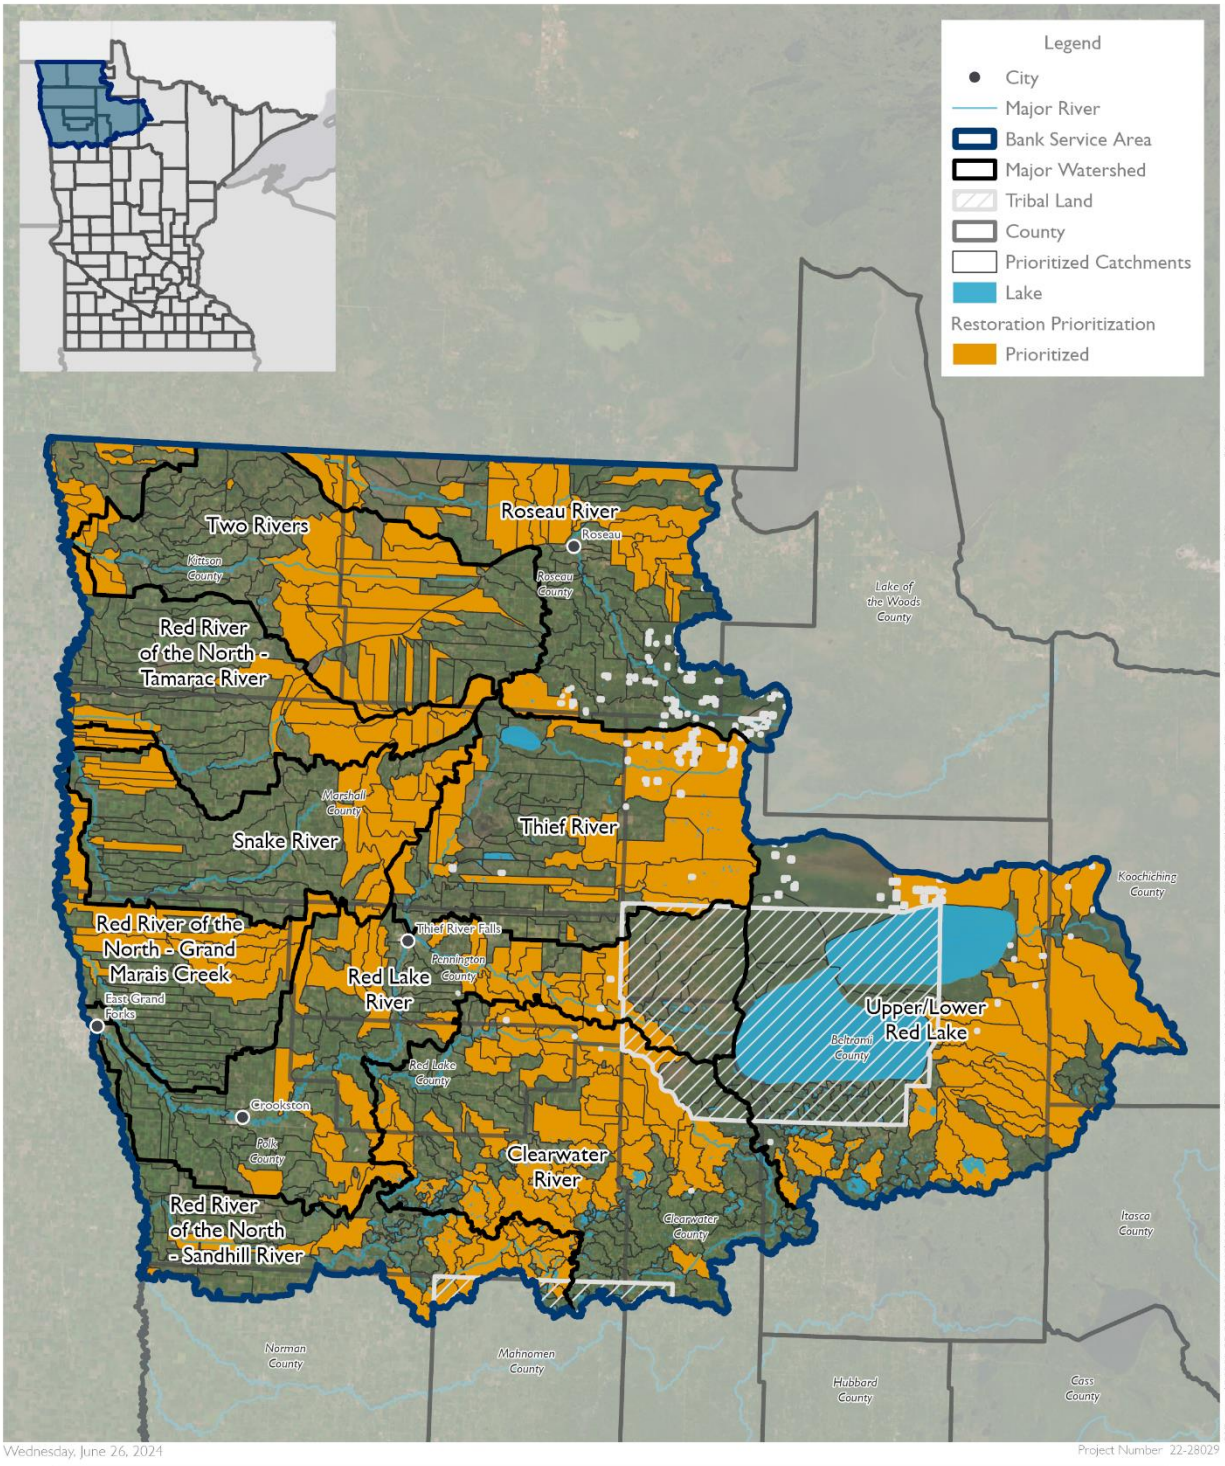 Legend
City
Major River
Bank Service Area
Major Watershed
Tribal Land
County
Prioritized Catchments
Lake
Restoration Prioritization
Prioritized
Roseau River
Two Rivers
Roseau
Kittson
County
Roseau
County
Lake of
the Woods
County
Red River
of the North -
Tamarac River
Marshall
County
Thief River
Snake River
Koochiching
County
Red River of the
North - Grand
Marais Creek
Thief River Falls
Pennington
County
Red Lake
River
East Grand
Forks
Upper/Lower
Red Lake
Beltrami
County
Red Lake
County
Crookston
Polk
County
Clearwater
River
Red River
of the North
- Sandhill River
Clearwater
County
Itasca
County
Norman
County
Mahnomen
County
Hubbard
County
Cass
County
Wednesday, June 26, 2024
Project Number 22-28029